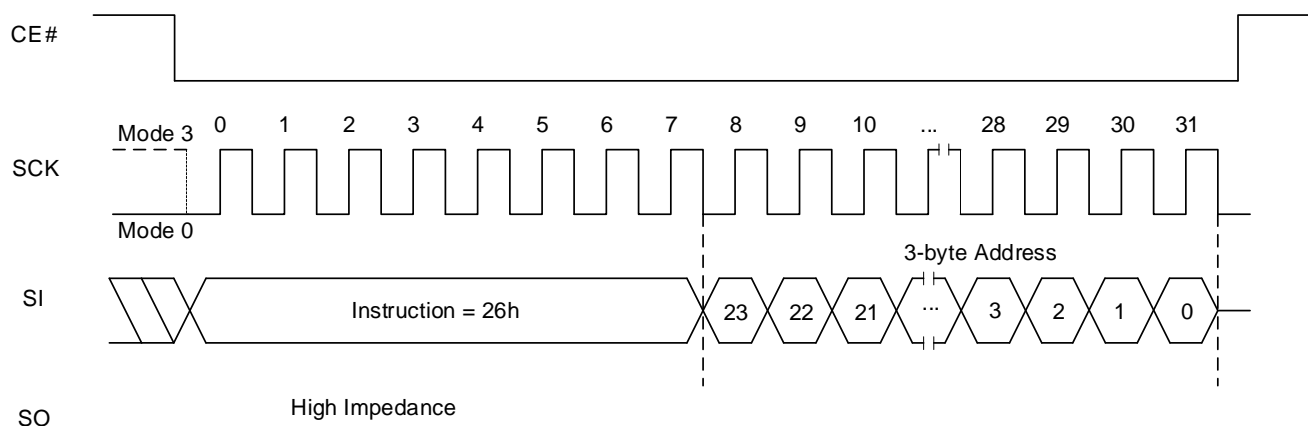 CE#
Mode 3 0 1 2 3 4 5 6 7 8 9 10 ... 28 29 30 31
SCK
Mode 0
3-byte Address
SI Instruction = 26h 23 22 21 ... 3 2 1 0
High Impedance
SO